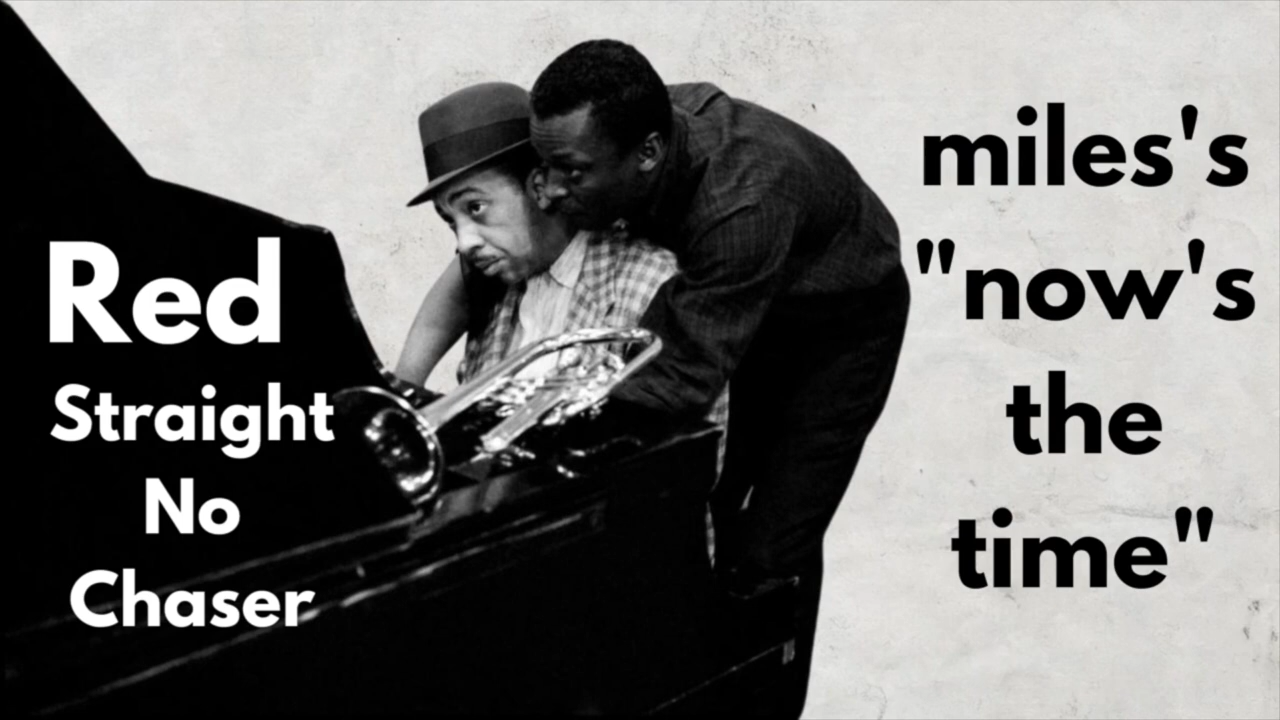 Red
Straight
No
Chaser
miles's
"now's
the
time"